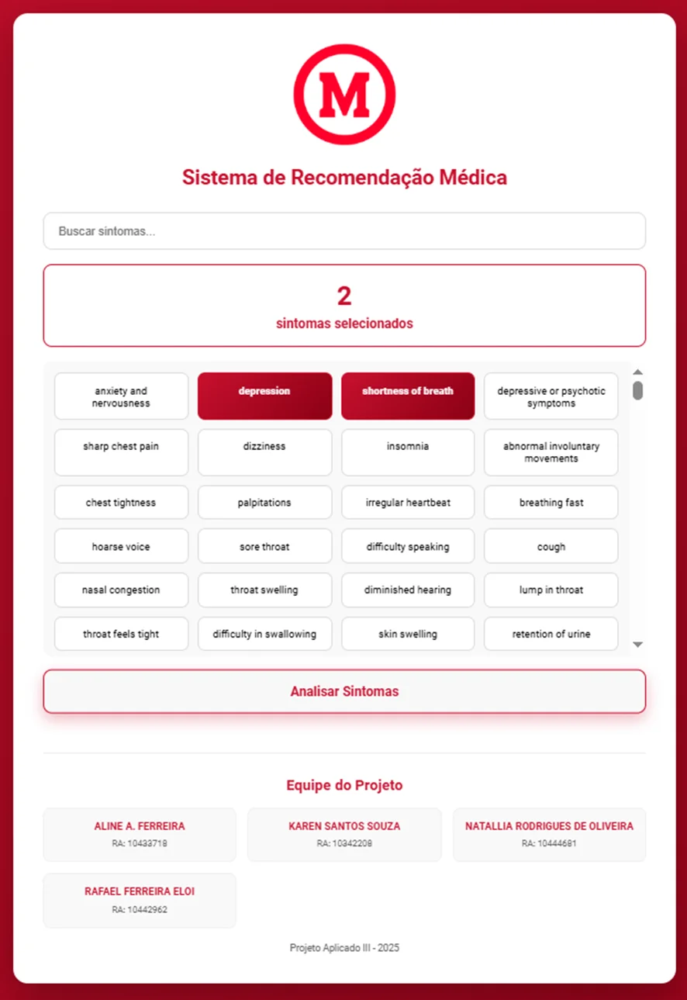 M
Sistema de Recomendação Médica
Buscar sintomas...
2
sintomas selecionados
anxiety and
nervousness
depression
shortness of breath
depressive or psychotic
symptoms
sharp chest pain
dizziness
insomnia
abnormal involuntary
movements
chest tightness
palpitations
irregular heartbeat
breathing fast
hoarse voice
sore throat
difficulty speaking
cough
nasal congestion
throat swelling
diminished hearing
lump in throat
throat feels tight
difficulty in swallowing
skin swelling
retention of urine
Analisar Sintomas
Equipe do Projeto
ALINE A. FERREIRA
RA: 10433718
KAREN SANTOS SOUZA
RA: 10342208
NATALLIA RODRIGUES DE OLIVEIRA
RA: 10444681
RAFAEL FERREIRA ELOI
RA: 10442962
Projeto Aplicado III - 2025